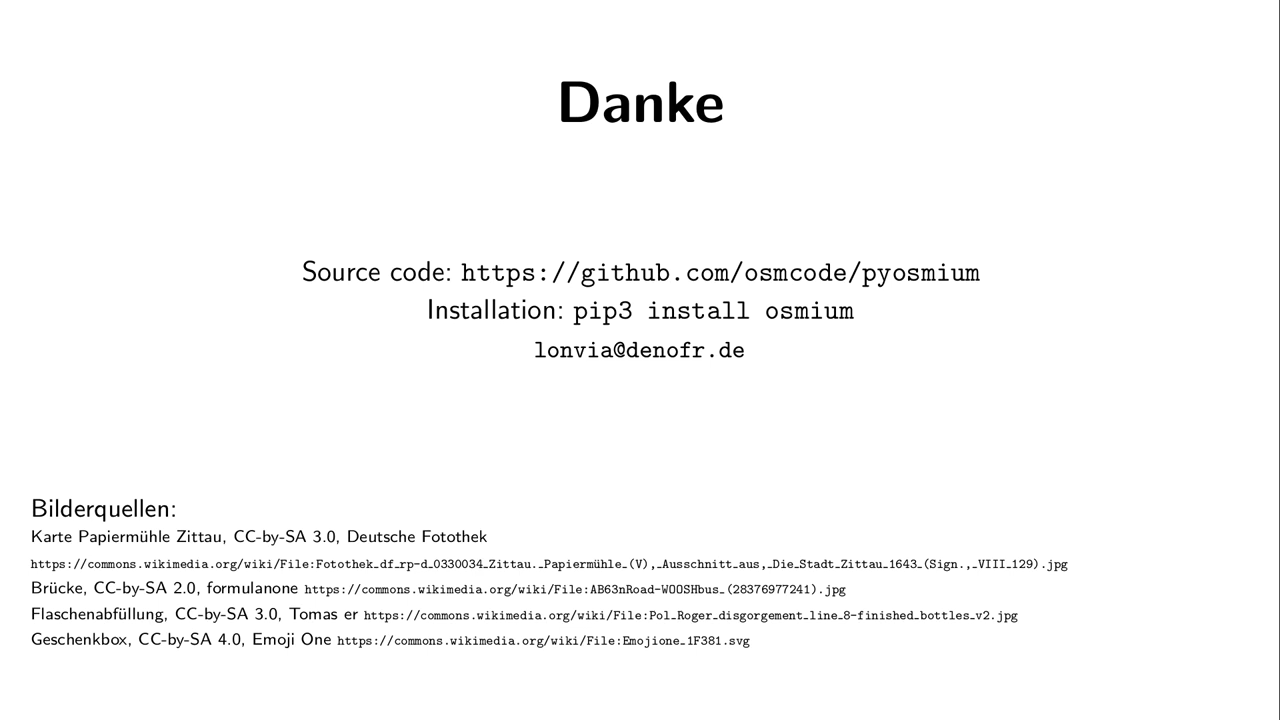 Danke
Source code: https://github.com/osmcode/pyosmium
Installation: pip3 install osmium
lonvia@denofr.de
Bilderquellen:
Karte Papiermühle Zittau, CC-by-SA 3.0, Deutsche Fotothek
https://commons.wikimedia.org/wiki/File:Fotothek_df_rp-d_0330034_Zittau._Papiermühle_(V),_Ausschnitt_aus,_Die_Stadt_Zittau_1643_(Sign.,_VIII_129).jpg
Brücke, CC-by-SA 2.0, formulanone https://commons.wikimedia.org/wiki/File:AB63nRoad-WOOSHbus_(28376977241).jpg
Flaschenabfüllung, CC-by-SA 3.0, Tomas er https://commons.wikimedia.org/wiki/File:Pol_Roger_disgorgement_line_8-finished_bottles_v2.jpg
Geschenkbox, CC-by-SA 4.0, Emoji One https://commons.wikimedia.org/wiki/File:Emojione_1F381.svg